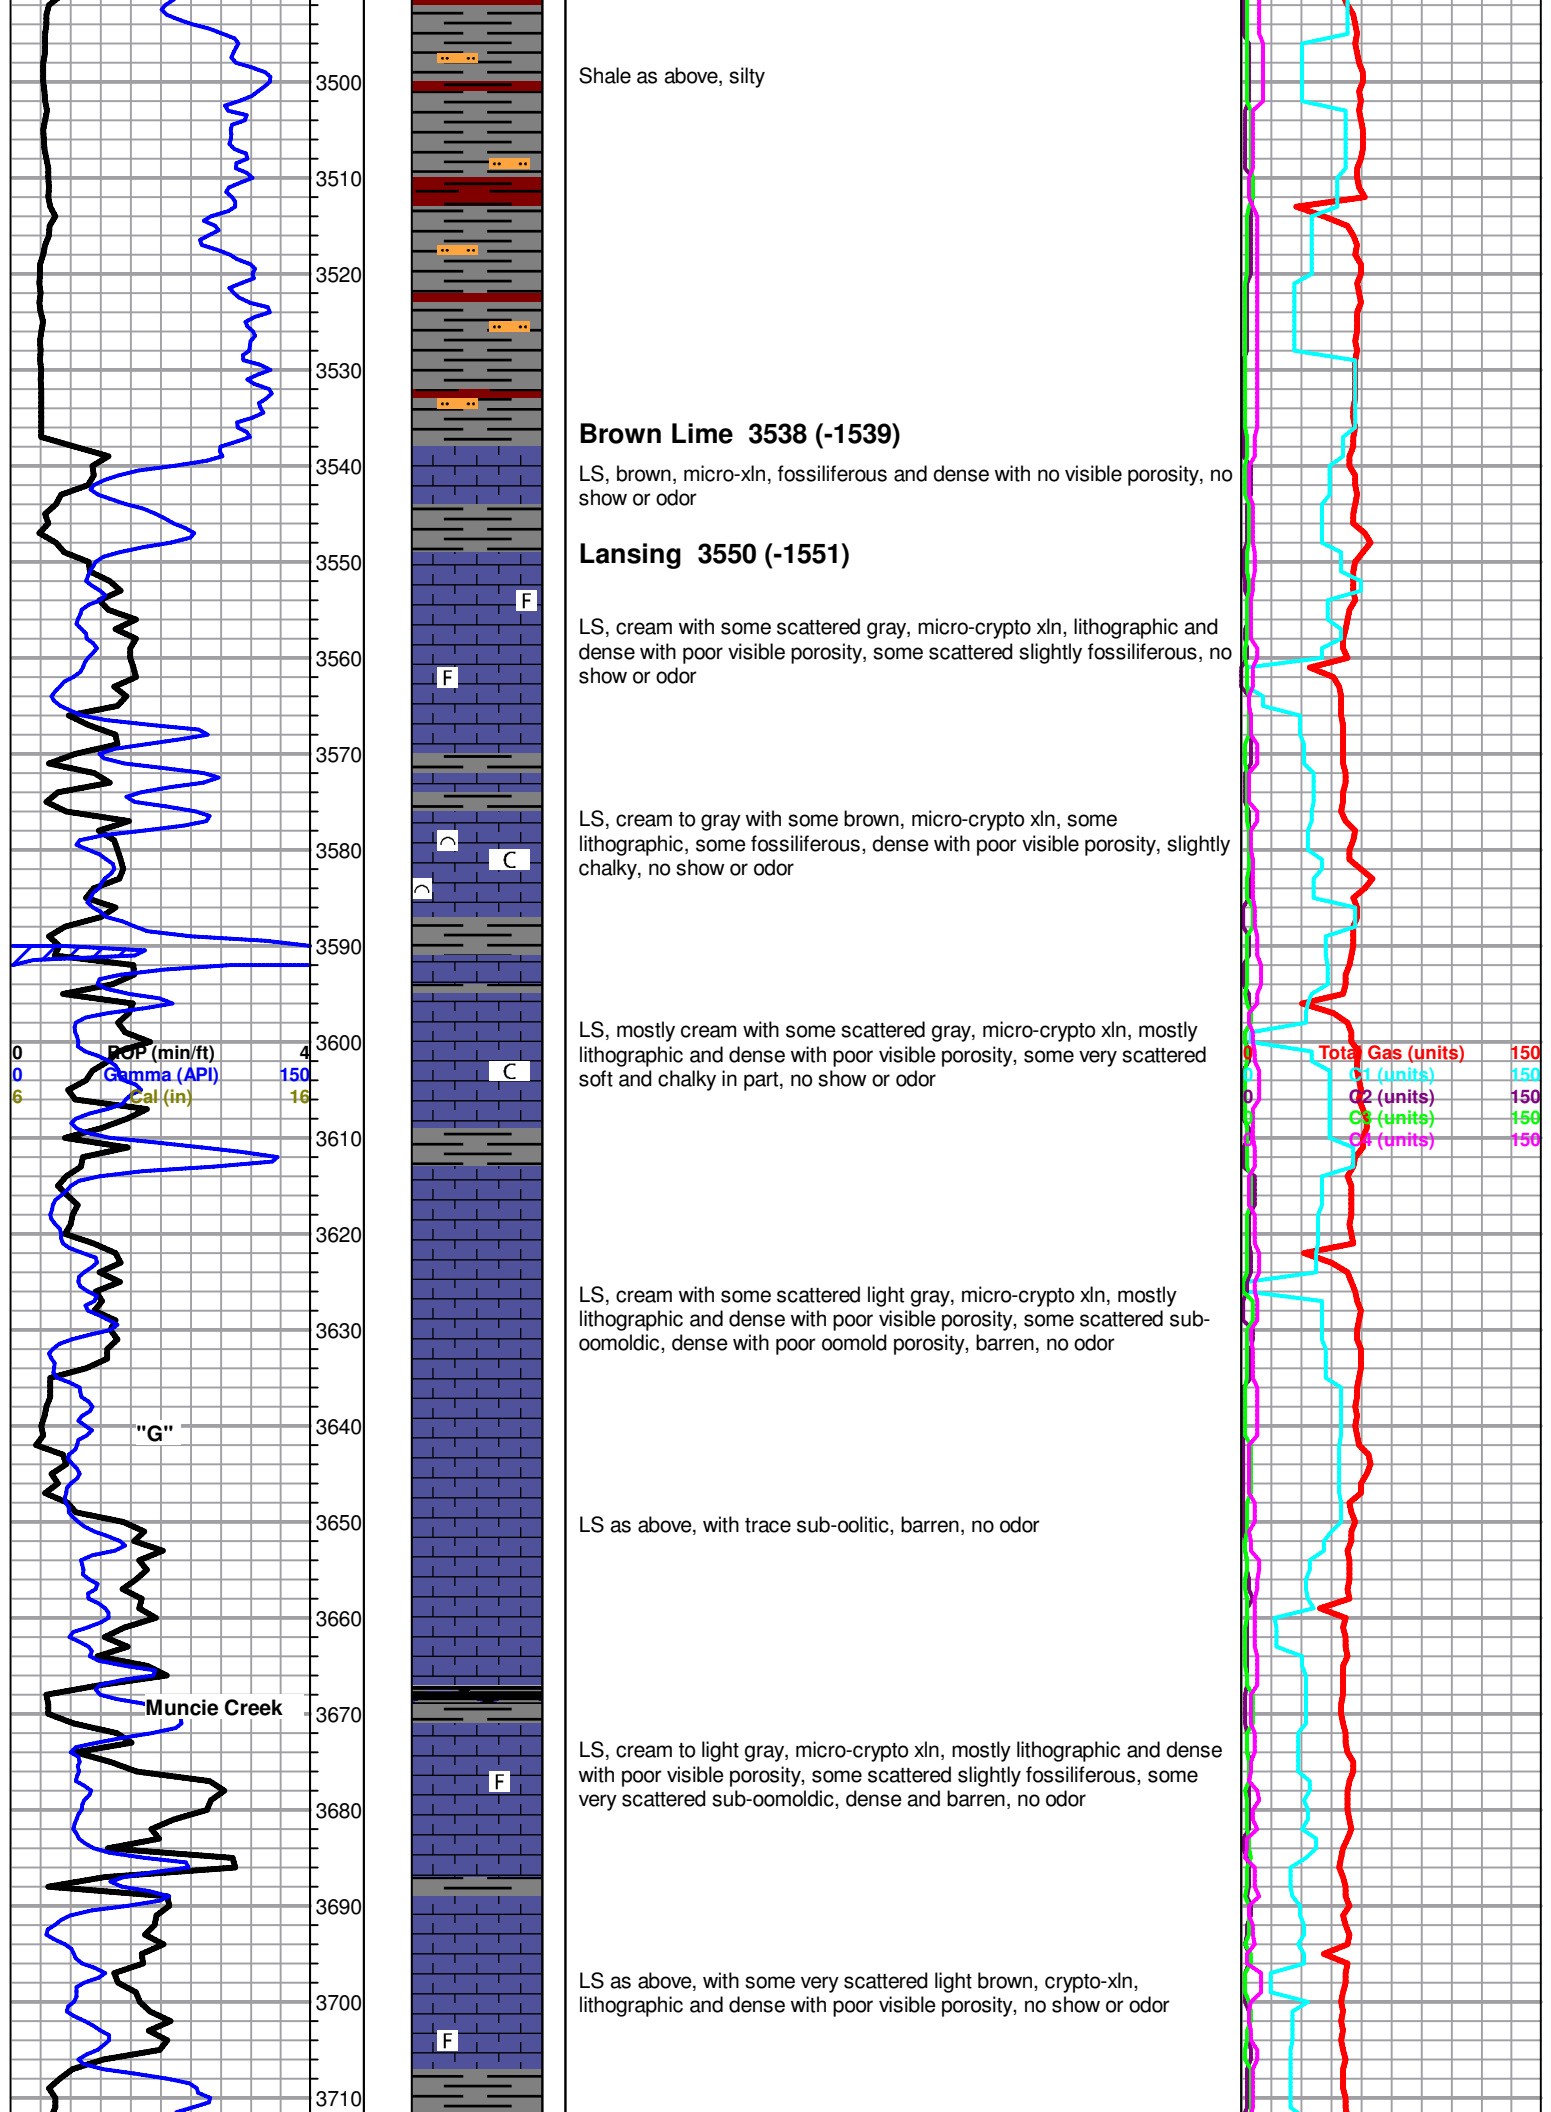 3500
Shale as above, silty
3510
3520
3530
Brown Lime 3538 (-1539)
3540
LS, brown, micro-xln, fossiliferous and dense with no visible porosity, no
show or odor
Lansing 3550 (-1551)
3550
F
LS, cream with some scattered gray, micro-crypto xln, lithographic and
dense with poor visible porosity, some scattered slightly fossiliferous, no
show or odor
3560
F
3570
LS, cream to gray with some brown, micro-crypto xln, some
lithographic, some fossiliferous, dense with poor visible porosity, slightly
chalky, no show or odor
3580
C
3590
LS, mostly cream with some scattered gray, micro-crypto xln, mostly
lithographic and dense with poor visible porosity, some very scattered
soft and chalky in part, no show or odor
3600
0 ROP (min/ft) 4
0 Gamma (API) 150
6 Cal (in) 16
C
0 Total Gas (units) 150
0 C1 (units) 150
0 C2 (units) 150
0 C3 (units) 150
0 C4 (units) 150
3610
3620
LS, cream with some scattered light gray, micro-crypto xln, mostly
lithographic and dense with poor visible porosity, some scattered sub-
oomoldic, dense with poor oomold porosity, barren, no odor
3630
3640
"G"
3650
LS as above, with trace sub-oolitic, barren, no odor
3660
Muncie Creek
3670
LS, cream to light gray, micro-crypto xln, mostly lithographic and dense
with poor visible porosity, some scattered slightly fossiliferous, some
very scattered sub-oomoldic, dense and barren, no odor
F
3680
3690
LS as above, with some very scattered light brown, crypto-xln,
lithographic and dense with poor visible porosity, no show or odor
3700
F
3710